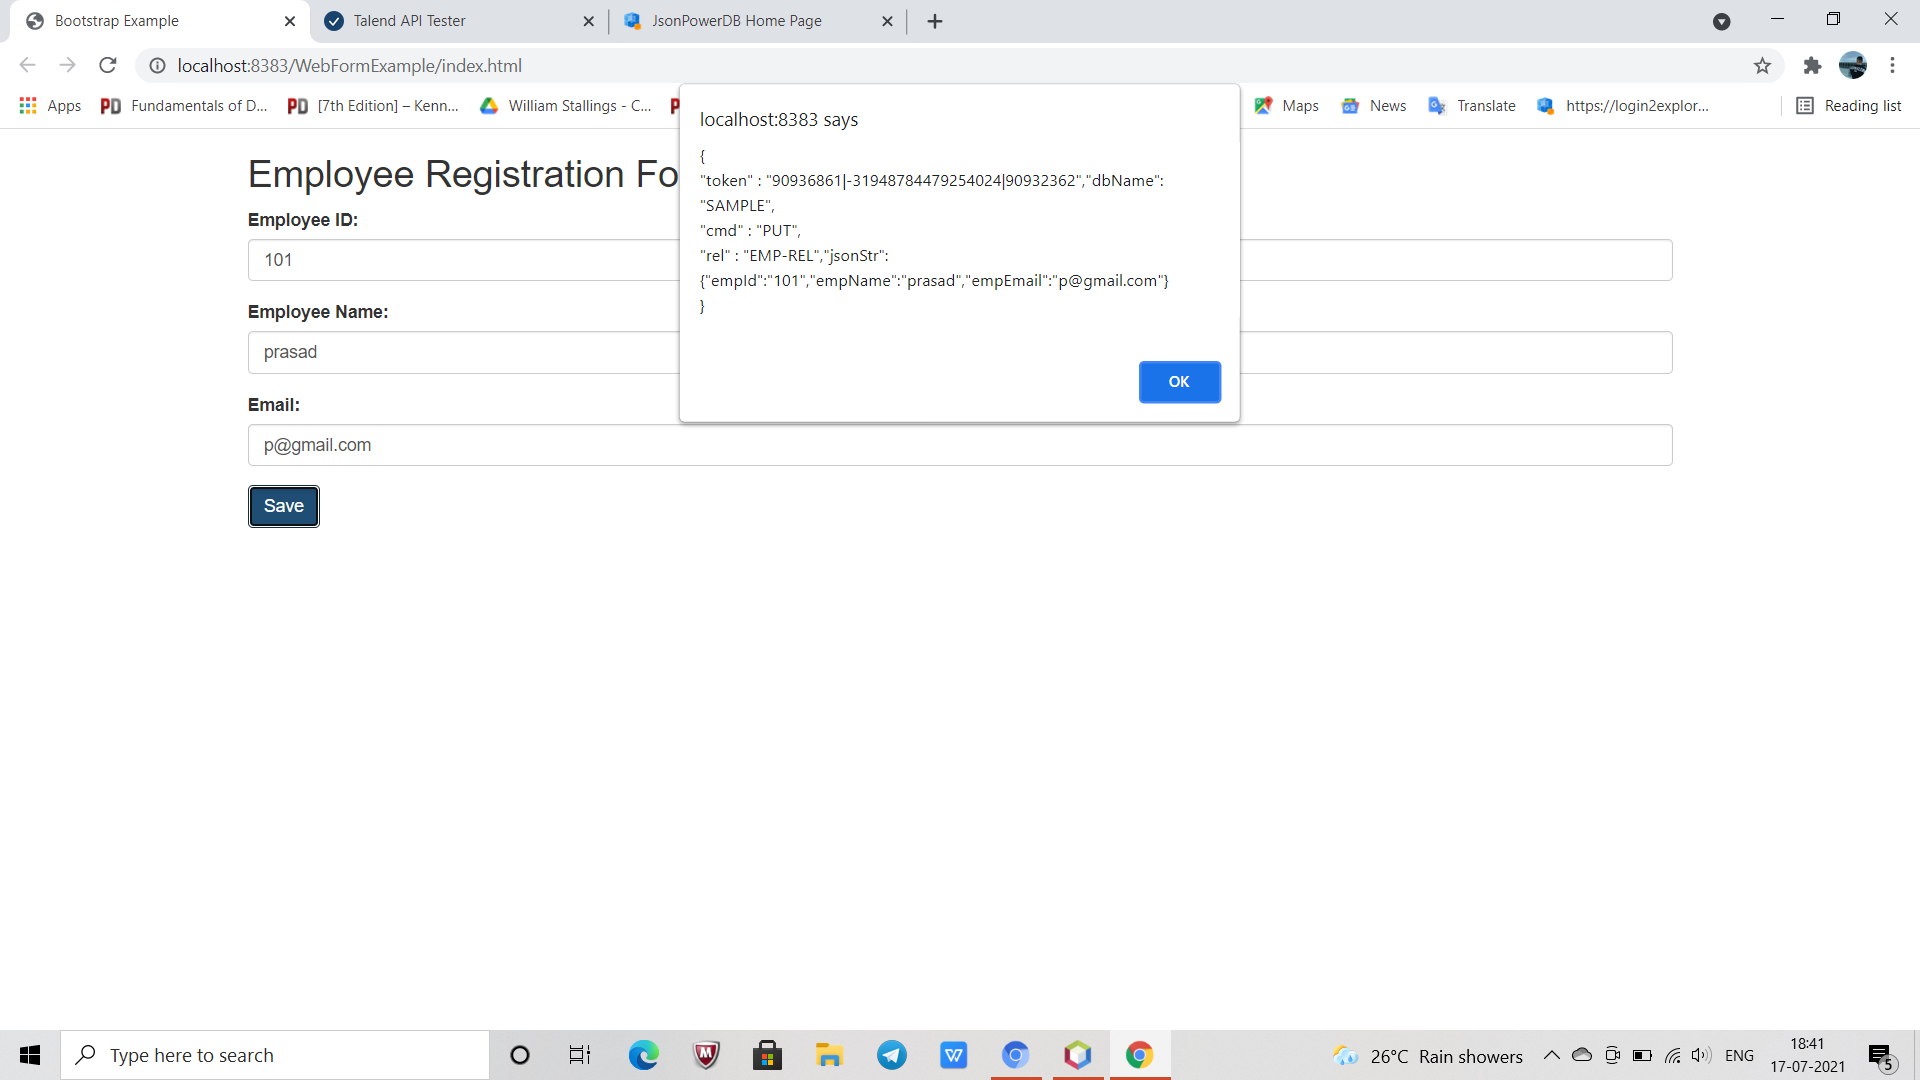 Bootstrap Example
Talend API Tester
JsonPowerDB Home Page
localhost:8383/WebFormExample/index.html
Apps
Fundamentals of D...
[7th Edition] – Kenn...
William Stallings - C...
Maps
News
Translate
https://login2explor...
Reading list
localhost:8383 says
{
"token" : "90936861|-31948784479254024|90932362","dbName":
"SAMPLE",
"cmd" : "PUT",
"rel" : "EMP-REL","jsonStr":
{"empId":"101","empName":"prasad","empEmail":"p@gmail.com"}
}
OK
Employee Registration Fo
Employee ID:
101
Employee Name:
prasad
Email:
p@gmail.com
Save
Type here to search
26°C Rain showers
ENG
18:41
17-07-2021
5